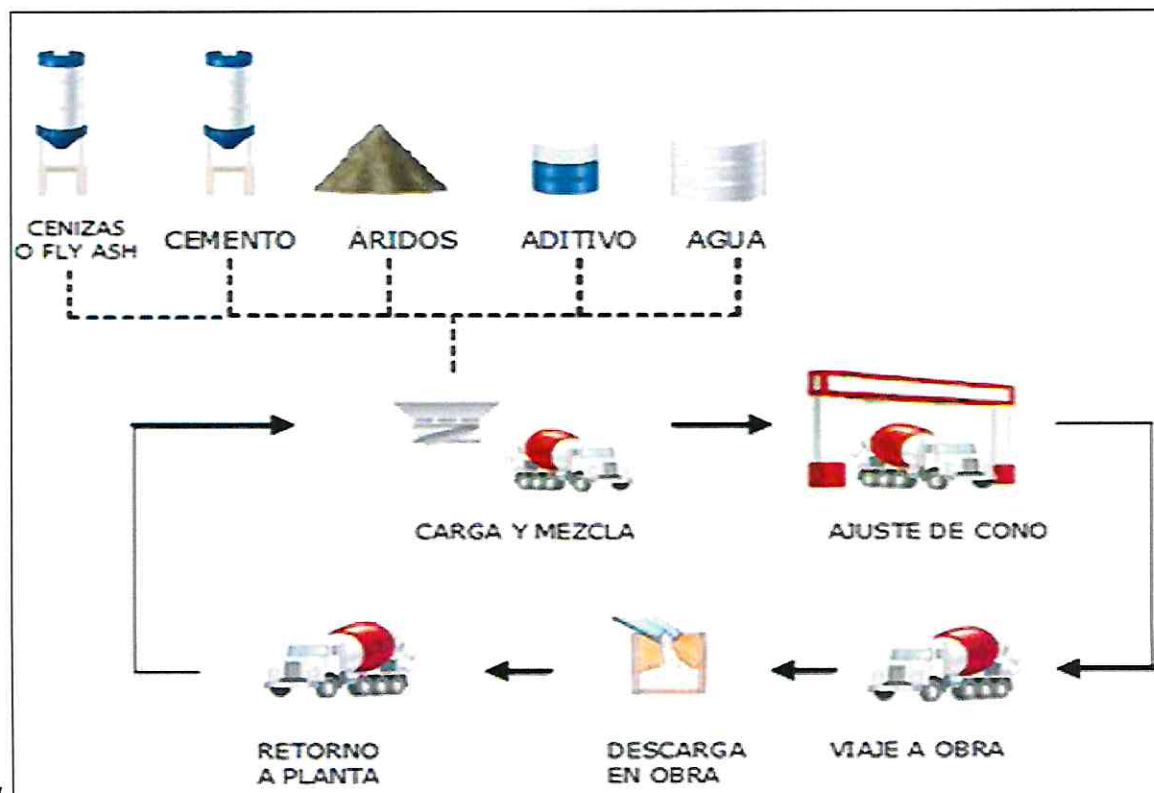 CENIZAS
O FLY ASH
CEMENTO
ÁRIDOS
ADITIVO
AGUA
CARGA Y MEZCLA
AJUSTE DE CONO
RETORNO
A PLANTA
DESCARGA
EN OBRA
VIAJE A OBRA